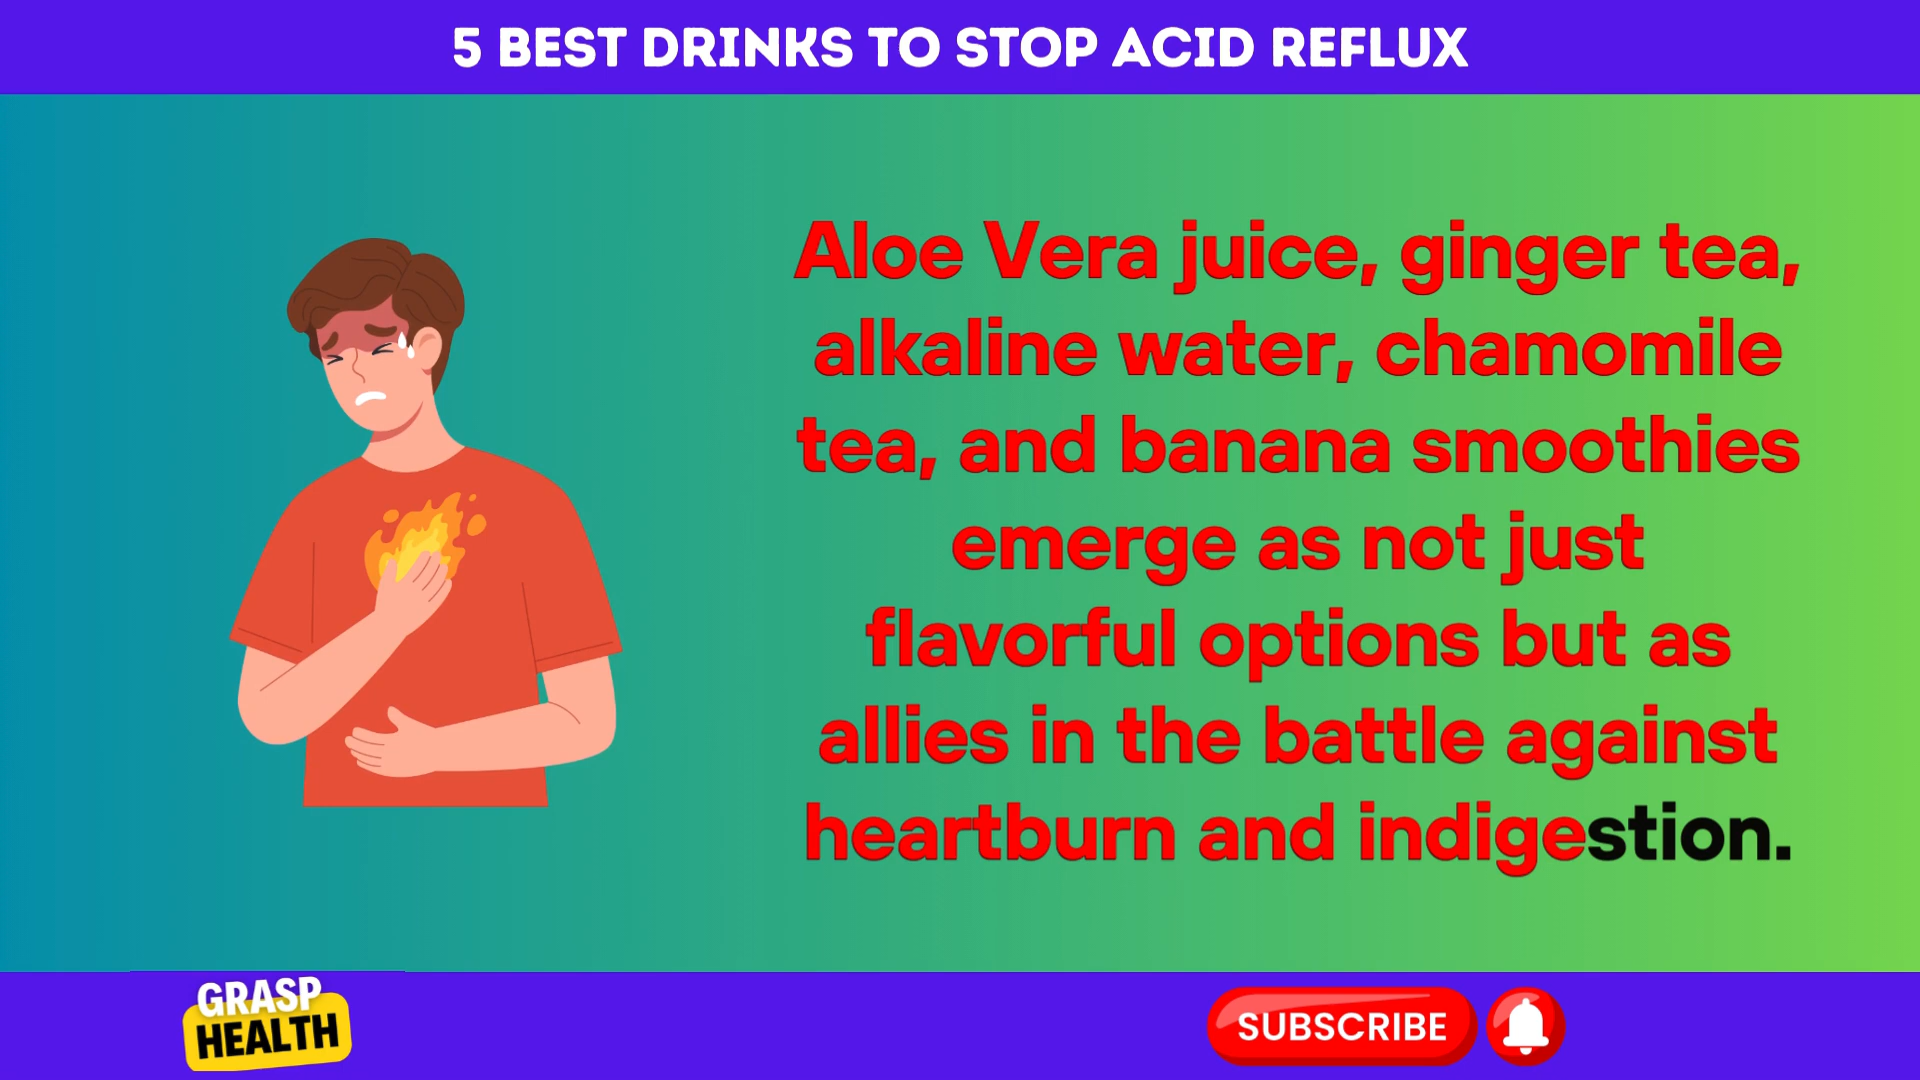 5 BEST DRINKS TO STOP ACID REFLUX
Aloe Vera juice, ginger tea,
alkaline water, chamomile
tea, and banana smoothies
emerge as not just
flavorful options but as
allies in the battle against
heartburn and indigestion.
GRASP
HEALTH
SUBSCRIBE